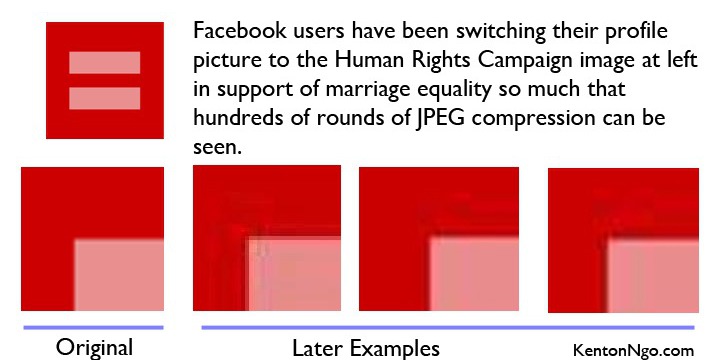 Facebook users have been switching their profile
picture to the Human Rights Campaign image at left
in support of marriage equality so much that
hundreds of rounds of JPEG compression can be
seen.
Original
Later Examples
KentonNgo.com